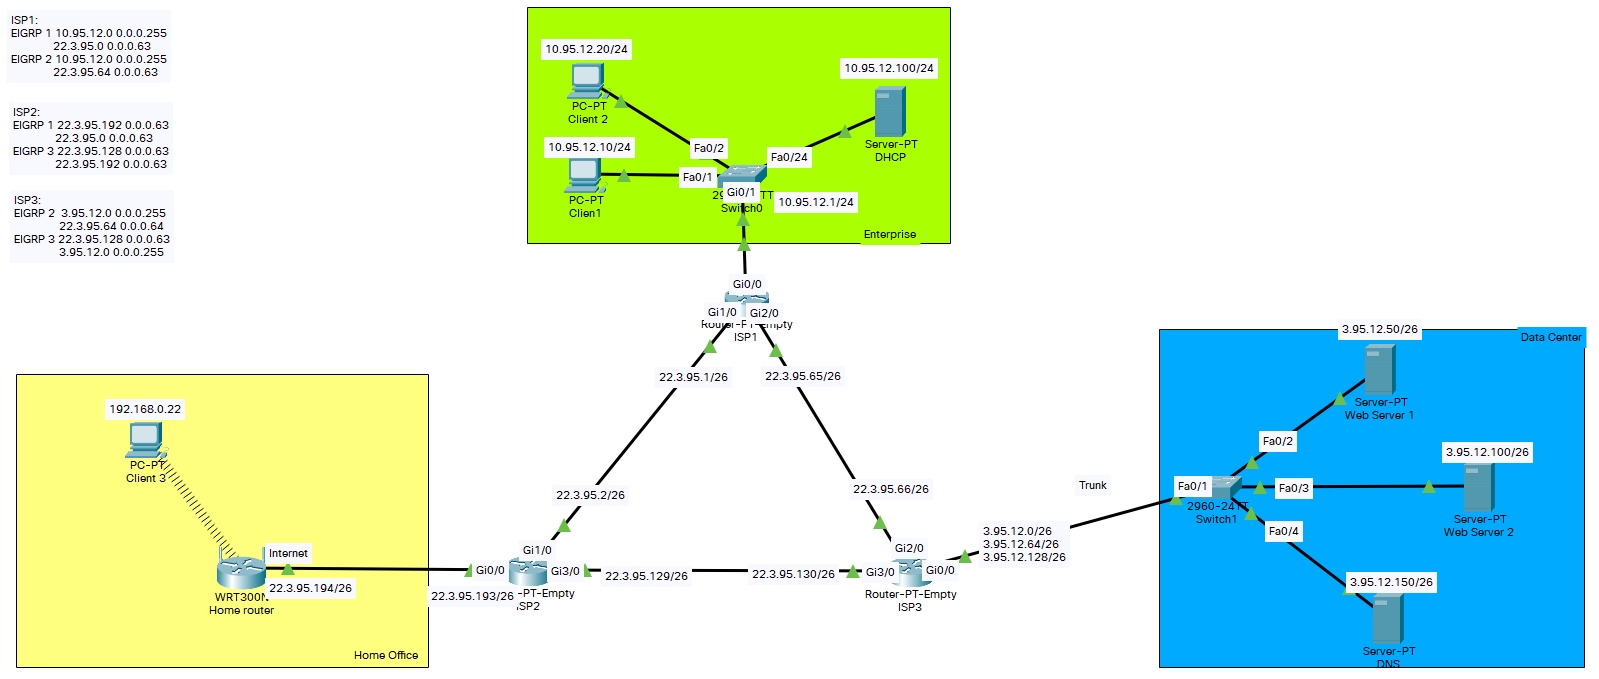 ISP1:
EIGRP 1 10.95.12.0 0.0.0.255
22.3.95.0 0.0.0.63
EIGRP 2 10.95.12.0 0.0.0.255
22.3.95.64 0.0.0.63
ISP2:
EIGRP 1 22.3.95.192 0.0.0.63
22.3.95.0 0.0.0.63
EIGRP 3 22.3.95.128 0.0.0.63
22.3.95.192 0.0.0.63
ISP3:
EIGRP 2 3.95.12.0 0.0.0.255
22.3.95.64 0.0.0.64
EIGRP 3 22.3.95.128 0.0.0.63
3.95.12.0 0.0.0.255
10.95.12.20/24
PC-PT
Client 2
10.95.12.100/24
Server-PT
DHCP
10.95.12.10/24
PC-PT
Clien1
Fa0/2
Fa0/24
Fa0/1
Gi0/1
Switch0
10.95.12.1/24
Enterprise
Gi0/0
Gi1/0
Gi2/0
Router-PT-Empty
ISP1
22.3.95.1/26
22.3.95.65/26
22.3.95.2/26
22.3.95.66/26
192.168.0.22
PC-PT
Client 3
Internet
WRT300N
Home router
22.3.95.194/26
Home Office
22.3.95.193/26
Gi0/0
Gi1/0
Gi3/0
-PT-Empty
ISP2
22.3.95.129/26
22.3.95.130/26
Gi2/0
Gi3/0
Gi0/0
Router-PT-Empty
ISP3
3.95.12.0/26
3.95.12.64/26
3.95.12.128/26
Trunk
Data Center
3.95.12.50/26
Server-PT
Web Server 1
Fa0/2
3.95.12.100/26
Fa0/1
Fa0/3
2960-24TT
Switch1
Server-PT
Web Server 2
Fa0/4
3.95.12.150/26
Server-PT
DNS